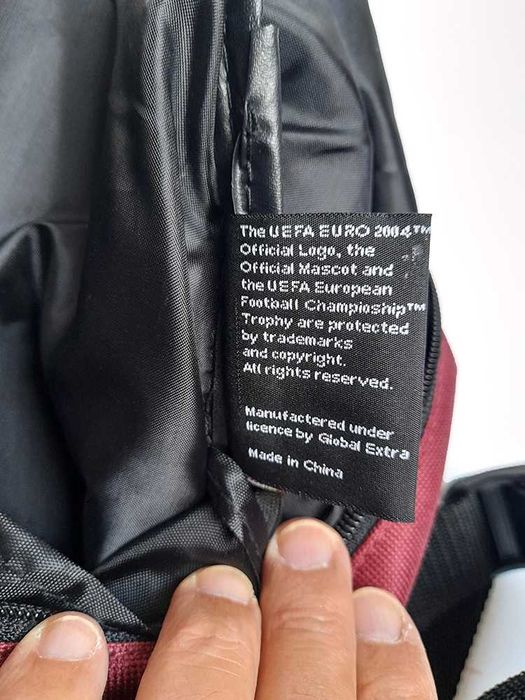 The UEFA EURO 2004™
Official Logo, the
Official Mascot and
the UEFA European
Football Champioship™
Trophy are protected
by trademarks
and copyright.
All rights reserved.
Manufactered under
licence by Global Extra
Made in China